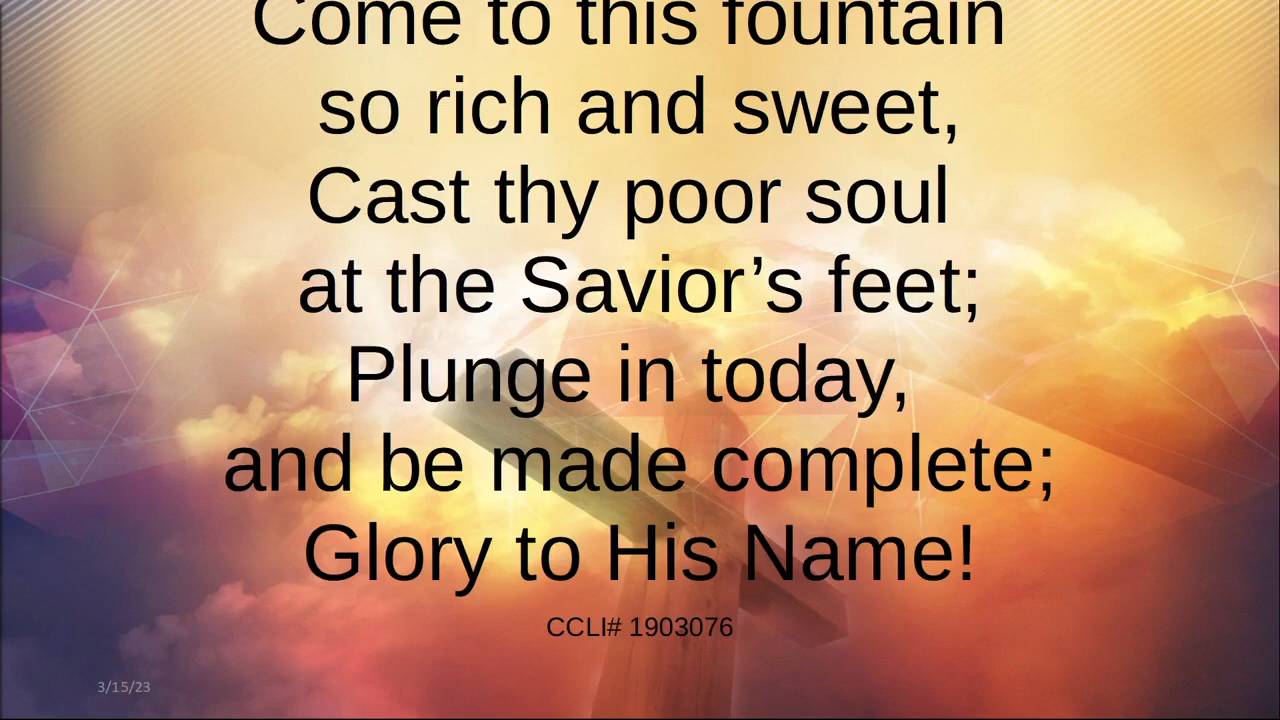 Come to this fountain
so rich and sweet,
Cast thy poor soul
at the Savior’s feet;
Plunge in today,
and be made complete;
Glory to His Name!
CCLI# 1903076
3/15/23